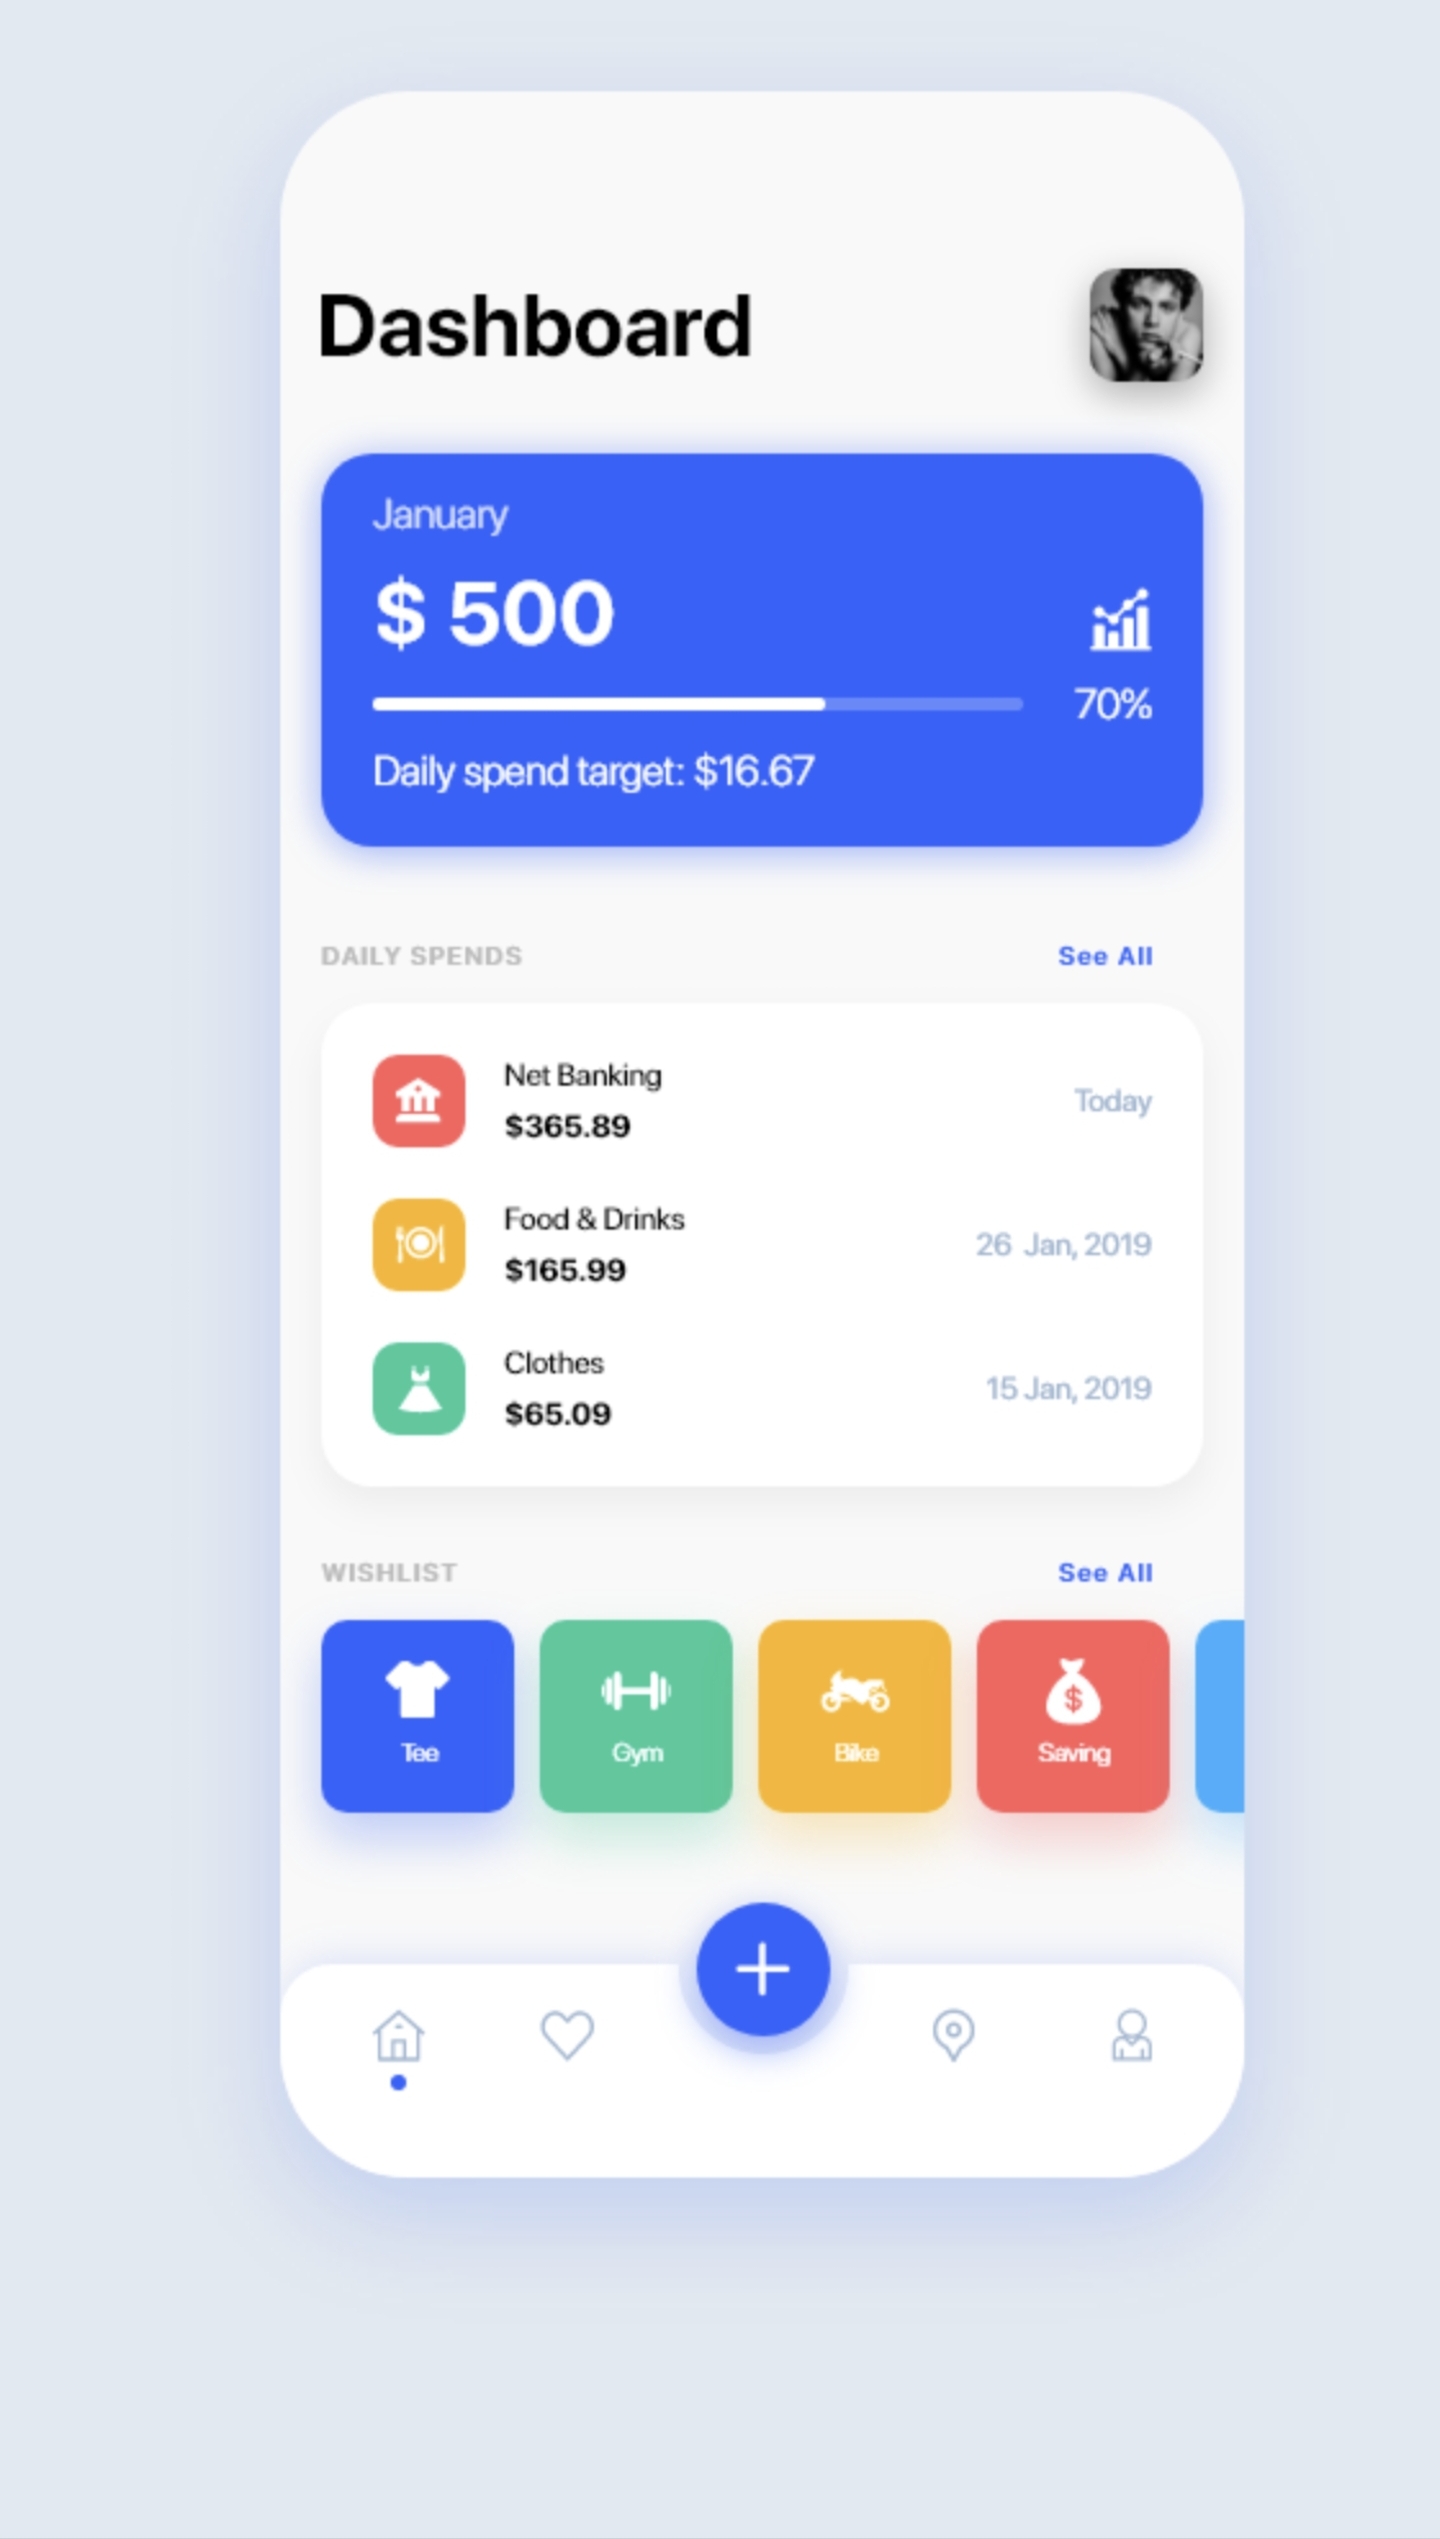 Dashboard
January
$ 500
70%
Daily spend target: $16.67
DAILY SPENDS See All
Net Banking
$365.89
Today
Food & Drinks
$165.99
26 Jan, 2019
Clothes
$65.09
15 Jan, 2019
WISHLIST See All
Tee Gym Bike Saving